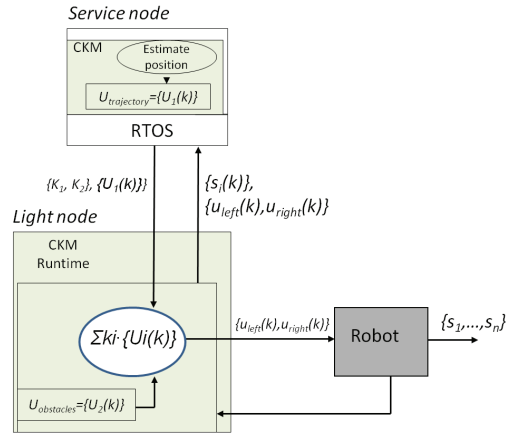 Service node
CKM
Estimate
position
U_trajectory={U_1(k)}
RTOS
{K_1, K_2}, {U_1(k)}}
{s_i(k)},
{u_left(k),u_right(k)}
Light node
CKM
Runtime
Σki·{Ui(k)}
{u_left(k),u_right(k)}
Robot
{s_1,...,s_n}
U_obstacles={U_2(k)}